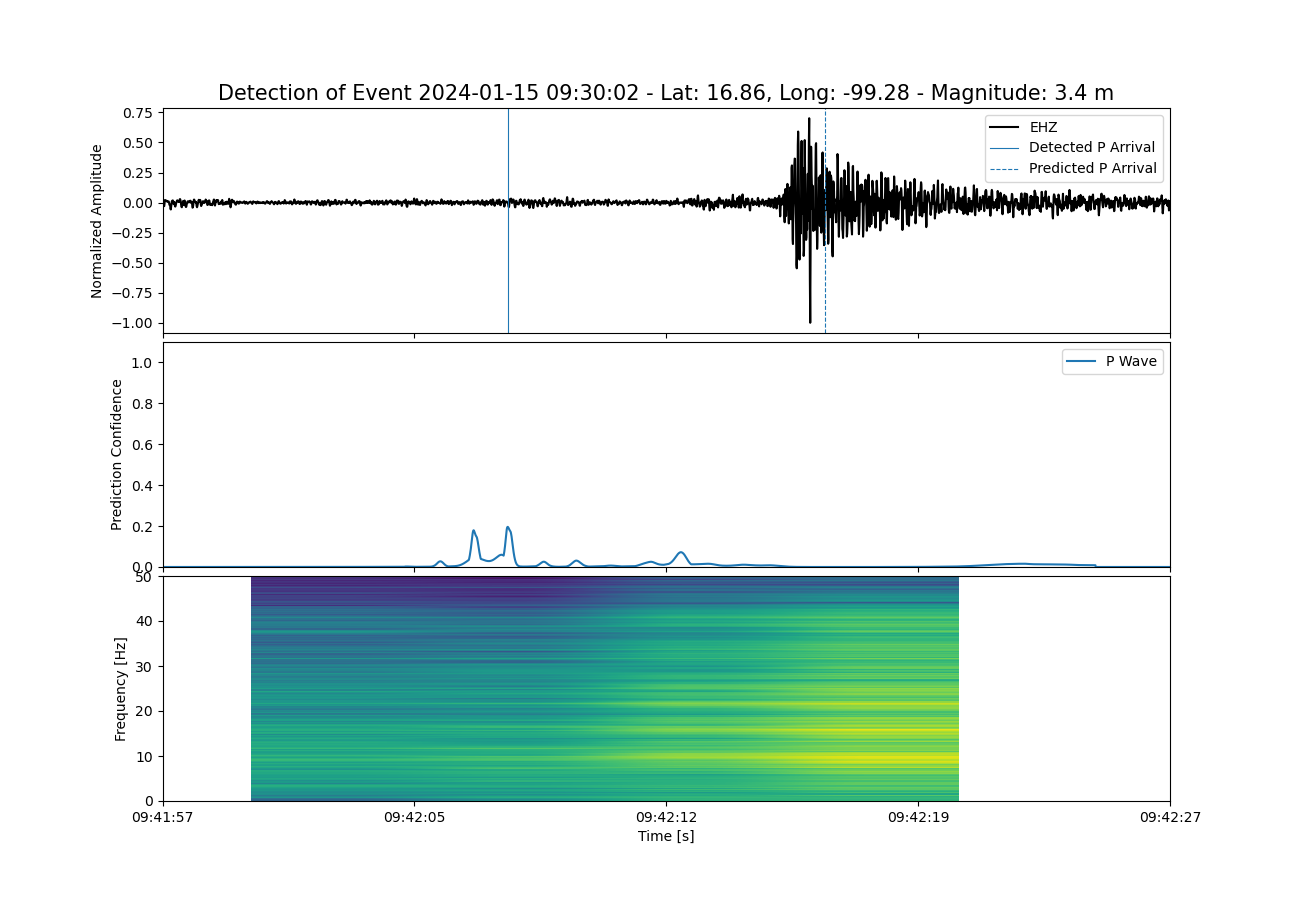 Detection of Event 2024-01-15 09:30:02 - Lat: 16.86, Long: -99.28 - Magnitude: 3.4 m
Normalized Amplitude
0.75
0.50
0.25
0.00
−0.25
−0.50
−0.75
−1.00
EHZ
Detected P Arrival
Predicted P Arrival
Prediction Confidence
1.0
0.8
0.6
0.4
0.2
0.0
P Wave
Frequency [Hz]
50
40
30
20
10
0
09:41:57
09:42:05
09:42:12
09:42:19
09:42:27
Time [s]